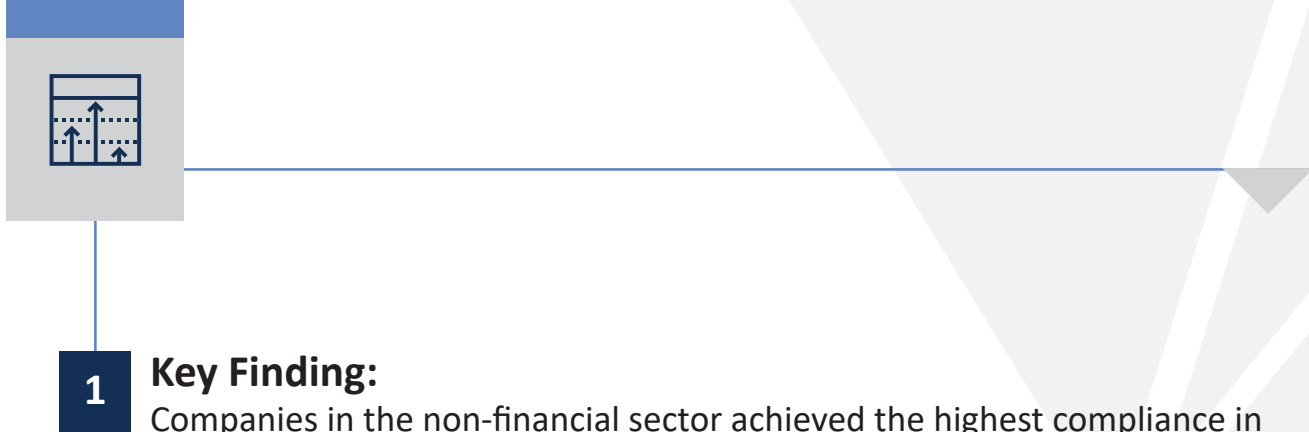 1
Key Finding:
Companies in the non-financial sector achieved the highest compliance in